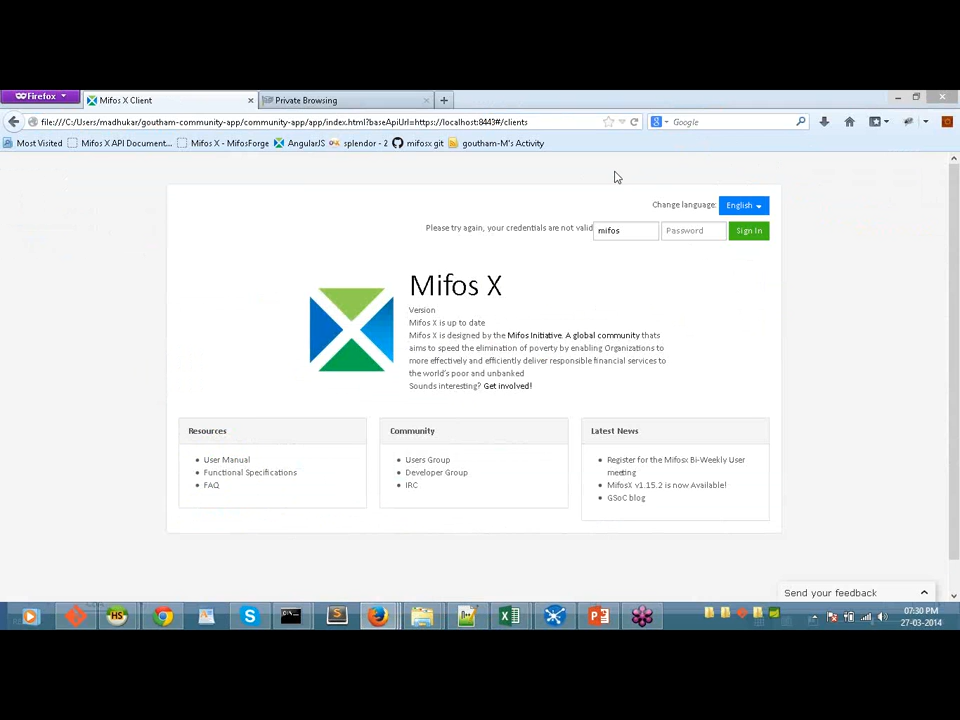 Firefox
Mifos X Client
Private Browsing
file:///C:/Users/madhukar/goutham-community-app/community-app/app/index.html?baseApiUrl=https://localhost:8443#/clients
Google
Most Visited
Mifos X API Document...
Mifos X - MifosForge
AngularJS
splendor - 2
mifosx git
goutham-M's Activity
Change language:
English
Please try again, your credentials are not valid
mifos
Password
Sign In
Mifos X
Version
Mifos X is up to date
Mifos X is designed by the Mifos Initiative. A global community thats
aims to speed the elimination of poverty by enabling Organizations to
more effectively and efficiently deliver responsible financial services to
the world's poor and unbanked
Sounds interesting? Get involved!
Resources
User Manual
Functional Specifications
FAQ
Community
Users Group
Developer Group
IRC
Latest News
Register for the Mifosx Bi-Weekly User
meeting
MifosX v1.15.2 is now Available!
GSoC blog
Send your feedback
HS
07:30 PM
27-03-2014